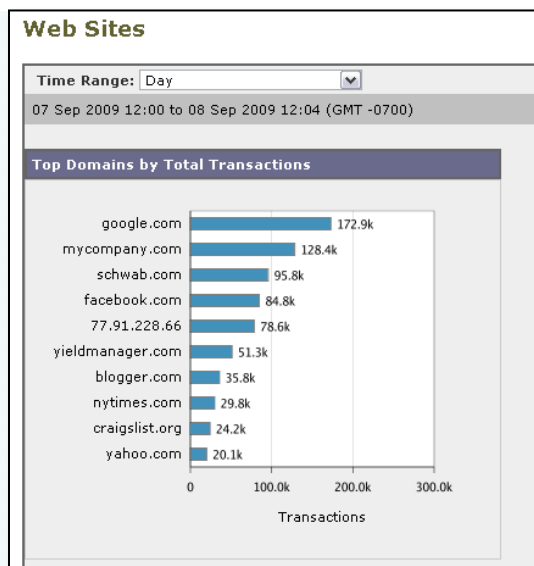 Web Sites
Time Range: Day
07 Sep 2009 12:00 to 08 Sep 2009 12:04 (GMT -0700)
Top Domains by Total Transactions
google.com 172.9k
mycompany.com 128.4k
schwab.com 95.8k
facebook.com 84.8k
77.91.228.66 78.6k
yieldmanager.com 51.3k
blogger.com 35.8k
nytimes.com 29.8k
craigslist.org 24.2k
yahoo.com 20.1k
0 100.0k 200.0k 300.0k
Transactions